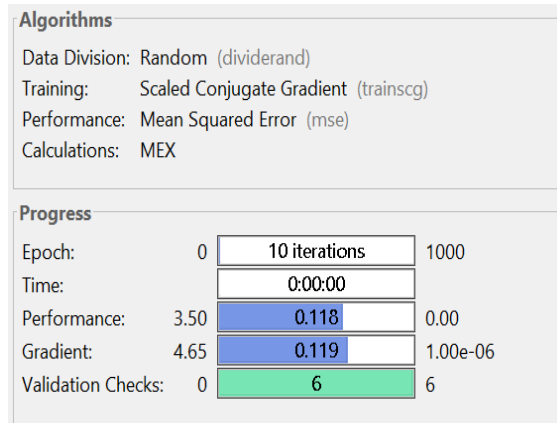 Algorithms
Data Division: Random (dividerand)
Training: Scaled Conjugate Gradient (trainscg)
Performance: Mean Squared Error (mse)
Calculations: MEX
Progress
Epoch: 0 10 iterations 1000
Time: 0:00:00
Performance: 3.50 0.118 0.00
Gradient: 4.65 0.119 1.00e-06
Validation Checks: 0 6 6